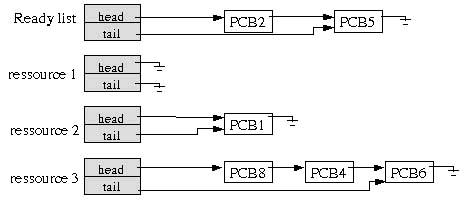 Ready list head PCB2 PCB5
tail
ressource 1 head
tail
ressource 2 head PCB1
tail
ressource 3 head PCB8 PCB4 PCB6
tail